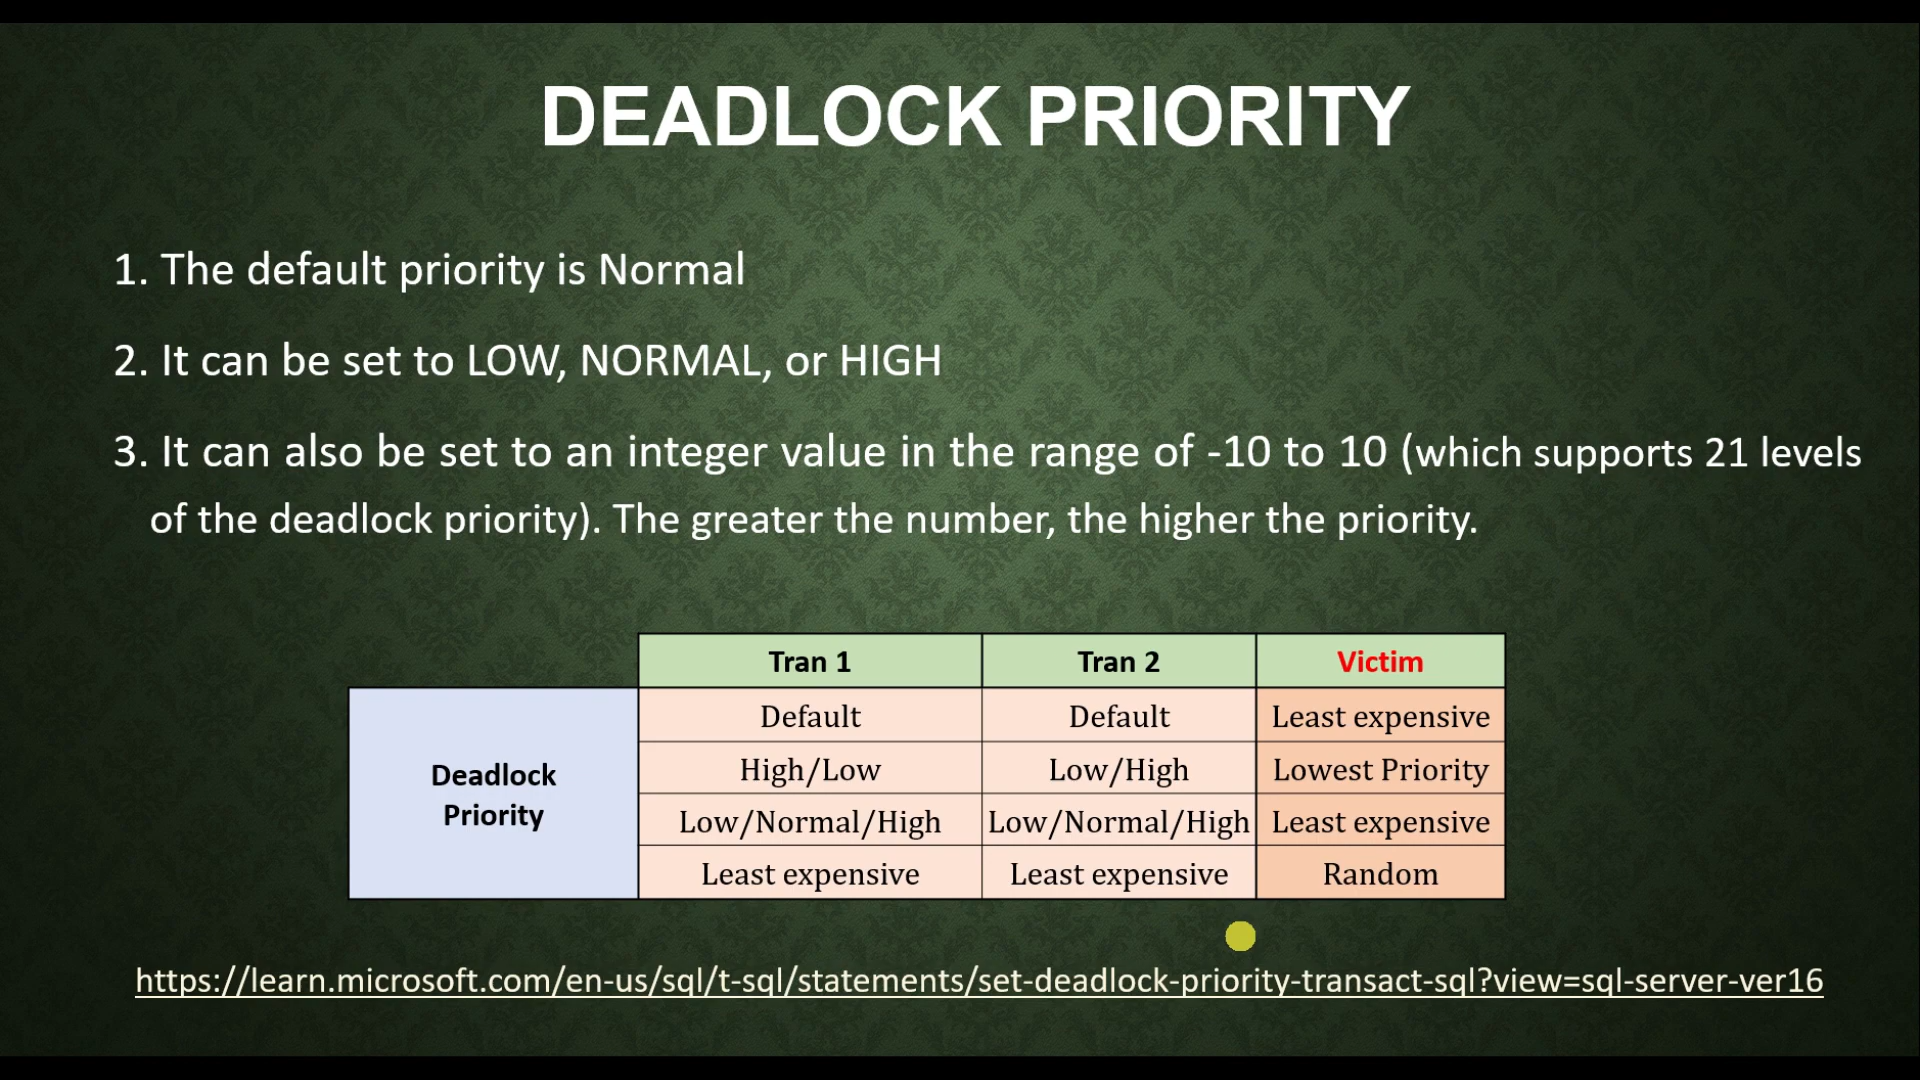 DEADLOCK PRIORITY
1. The default priority is Normal
2. It can be set to LOW, NORMAL, or HIGH
3. It can also be set to an integer value in the range of -10 to 10 (which supports 21 levels
of the deadlock priority). The greater the number, the higher the priority.
Tran 1 Tran 2 Victim
Deadlock Priority
Default Default Least expensive
High/Low Low/High Lowest Priority
Low/Normal/High Low/Normal/High Least expensive
Least expensive Least expensive Random
https://learn.microsoft.com/en-us/sql/t-sql/statements/set-deadlock-priority-transact-sql?view=sql-server-ver16